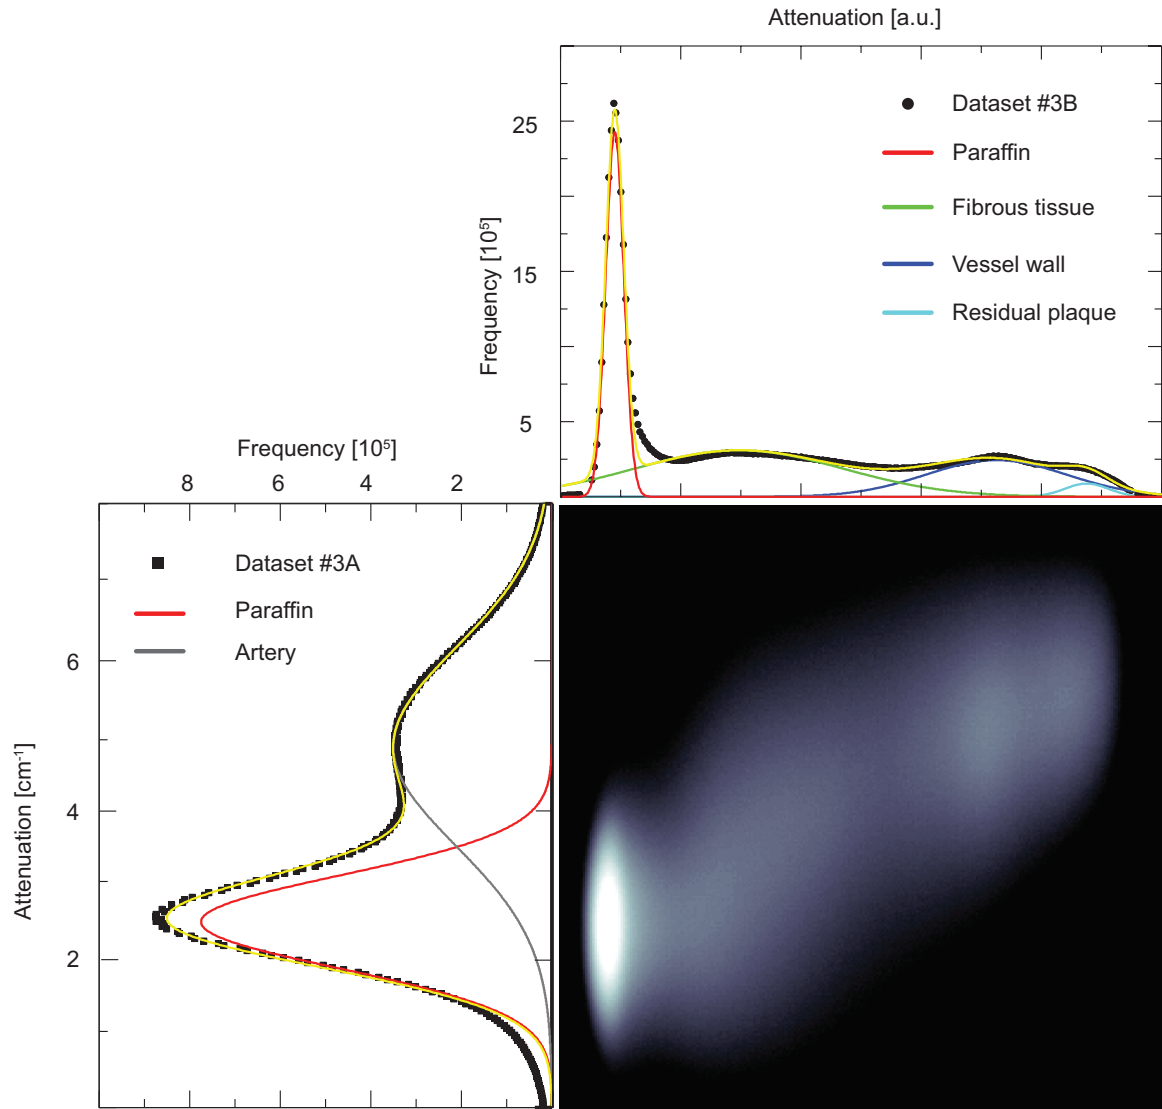 Attenuation [a.u.]
25
15
5
Frequency [10⁵]
Dataset #3B
Paraffin
Fibrous tissue
Vessel wall
Residual plaque
Frequency [10⁵]
8 6 4 2
Dataset #3A
Paraffin
Artery
6
4
2
Attenuation [cm⁻¹]